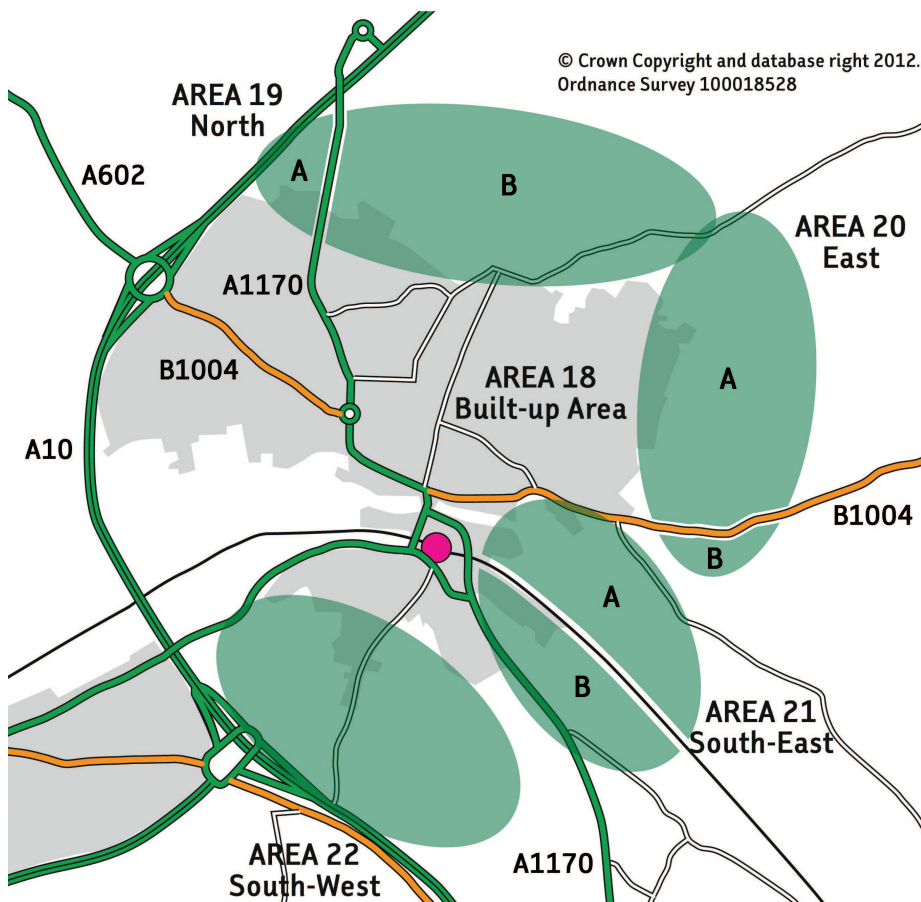 © Crown Copyright and database right 2012.
Ordnance Survey 100018528
AREA 19
North
A602
A
B
AREA 20
East
A1170
B1004
AREA 18
Built-up Area
A
A10
B1004
B
A
B
AREA 21
South-East
AREA 22
South-West
A1170